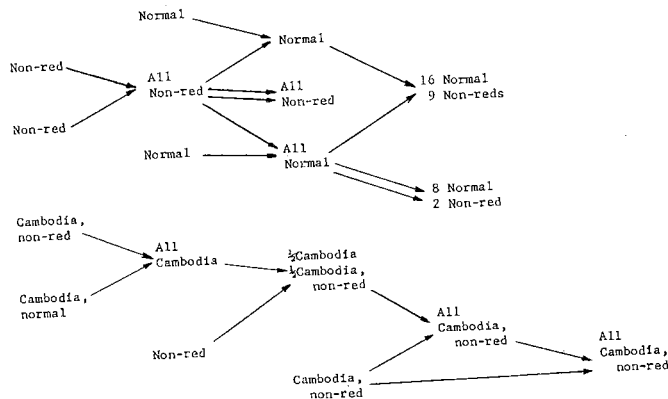 Normal
Normal
Non-red
All
Non-red
All
Non-red
16 Normal
9 Non-reds
Non-red
Normal
All
Normal
8 Normal
2 Non-red
Cambodia,
non-red
All
Cambodia
½Cambodia
½Cambodia,
non-red
Cambodia,
normal
All
Cambodia,
non-red
All
Cambodia,
non-red
Non-red
Cambodia,
non-red